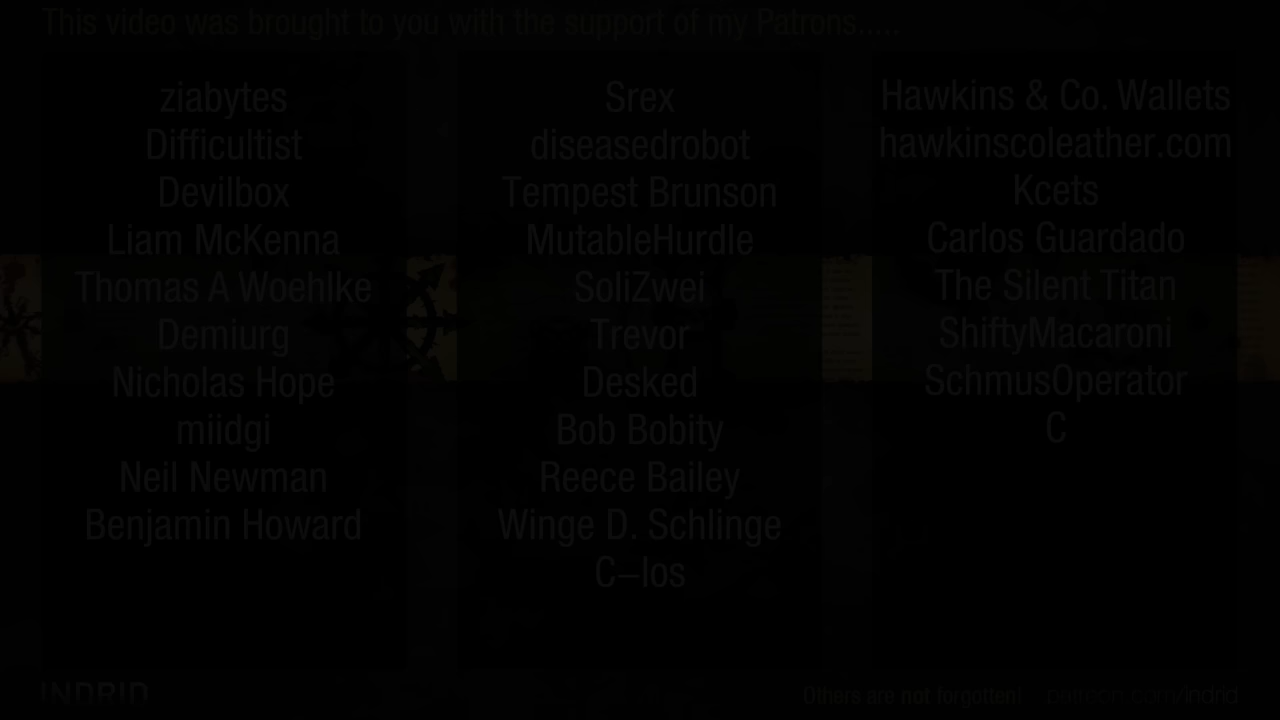 This video was brought to you with the support of my Patrons.....
ziabytes
Difficultist
Devilbox
Liam McKenna
Thomas A Woehlke
Demiurg
Nicholas Hope
miidgi
Neil Newman
Benjamin Howard
Srex
diseasedrobot
Tempest Brunson
MutableHurdle
SoliZwei
Trevor
Desked
Bob Bobity
Reece Bailey
Winge D. Schlinge
C–los
Hawkins & Co. Wallets
hawkinscoleather.com
Kcets
Carlos Guardado
The Silent Titan
ShiftyMacaroni
SchmusOperator
C
INDRID
Others are not forgotten!
patreon.com/indrid